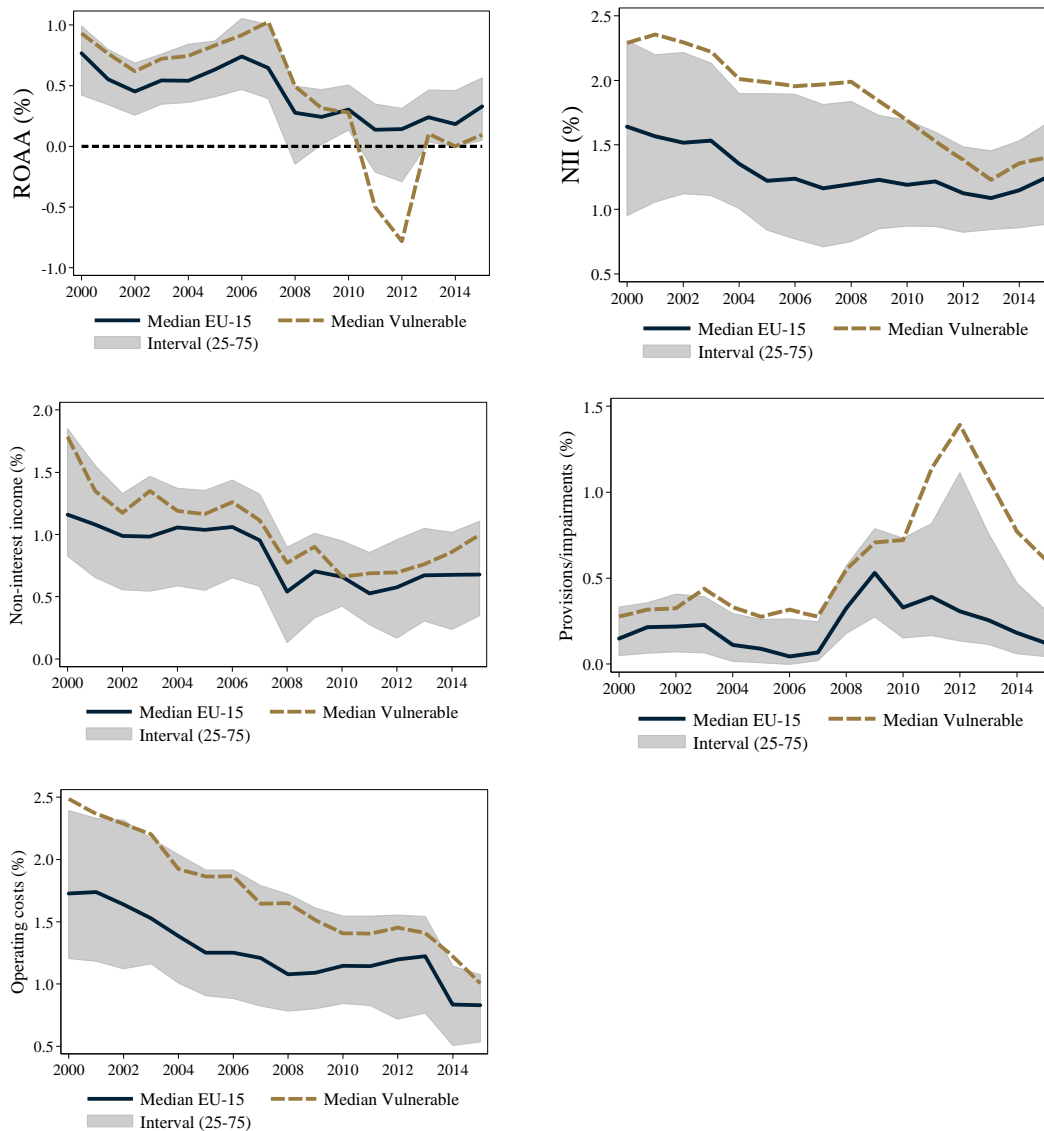 ROAA (%)
1.0
0.5
0.0
-0.5
-1.0
2000 2002 2004 2006 2008 2010 2012 2014
Median EU-15 Median Vulnerable
Interval (25-75)
NII (%)
2.5
2.0
1.5
1.0
0.5
2000 2002 2004 2006 2008 2010 2012 2014
Median EU-15 Median Vulnerable
Interval (25-75)
Non-interest income (%)
2.0
1.5
1.0
0.5
0.0
2000 2002 2004 2006 2008 2010 2012 2014
Median EU-15 Median Vulnerable
Interval (25-75)
Provisions/impairments (%)
1.5
1.0
0.5
0.0
2000 2002 2004 2006 2008 2010 2012 2014
Median EU-15 Median Vulnerable
Interval (25-75)
Operating costs (%)
2.5
2.0
1.5
1.0
0.5
2000 2002 2004 2006 2008 2010 2012 2014
Median EU-15 Median Vulnerable
Interval (25-75)